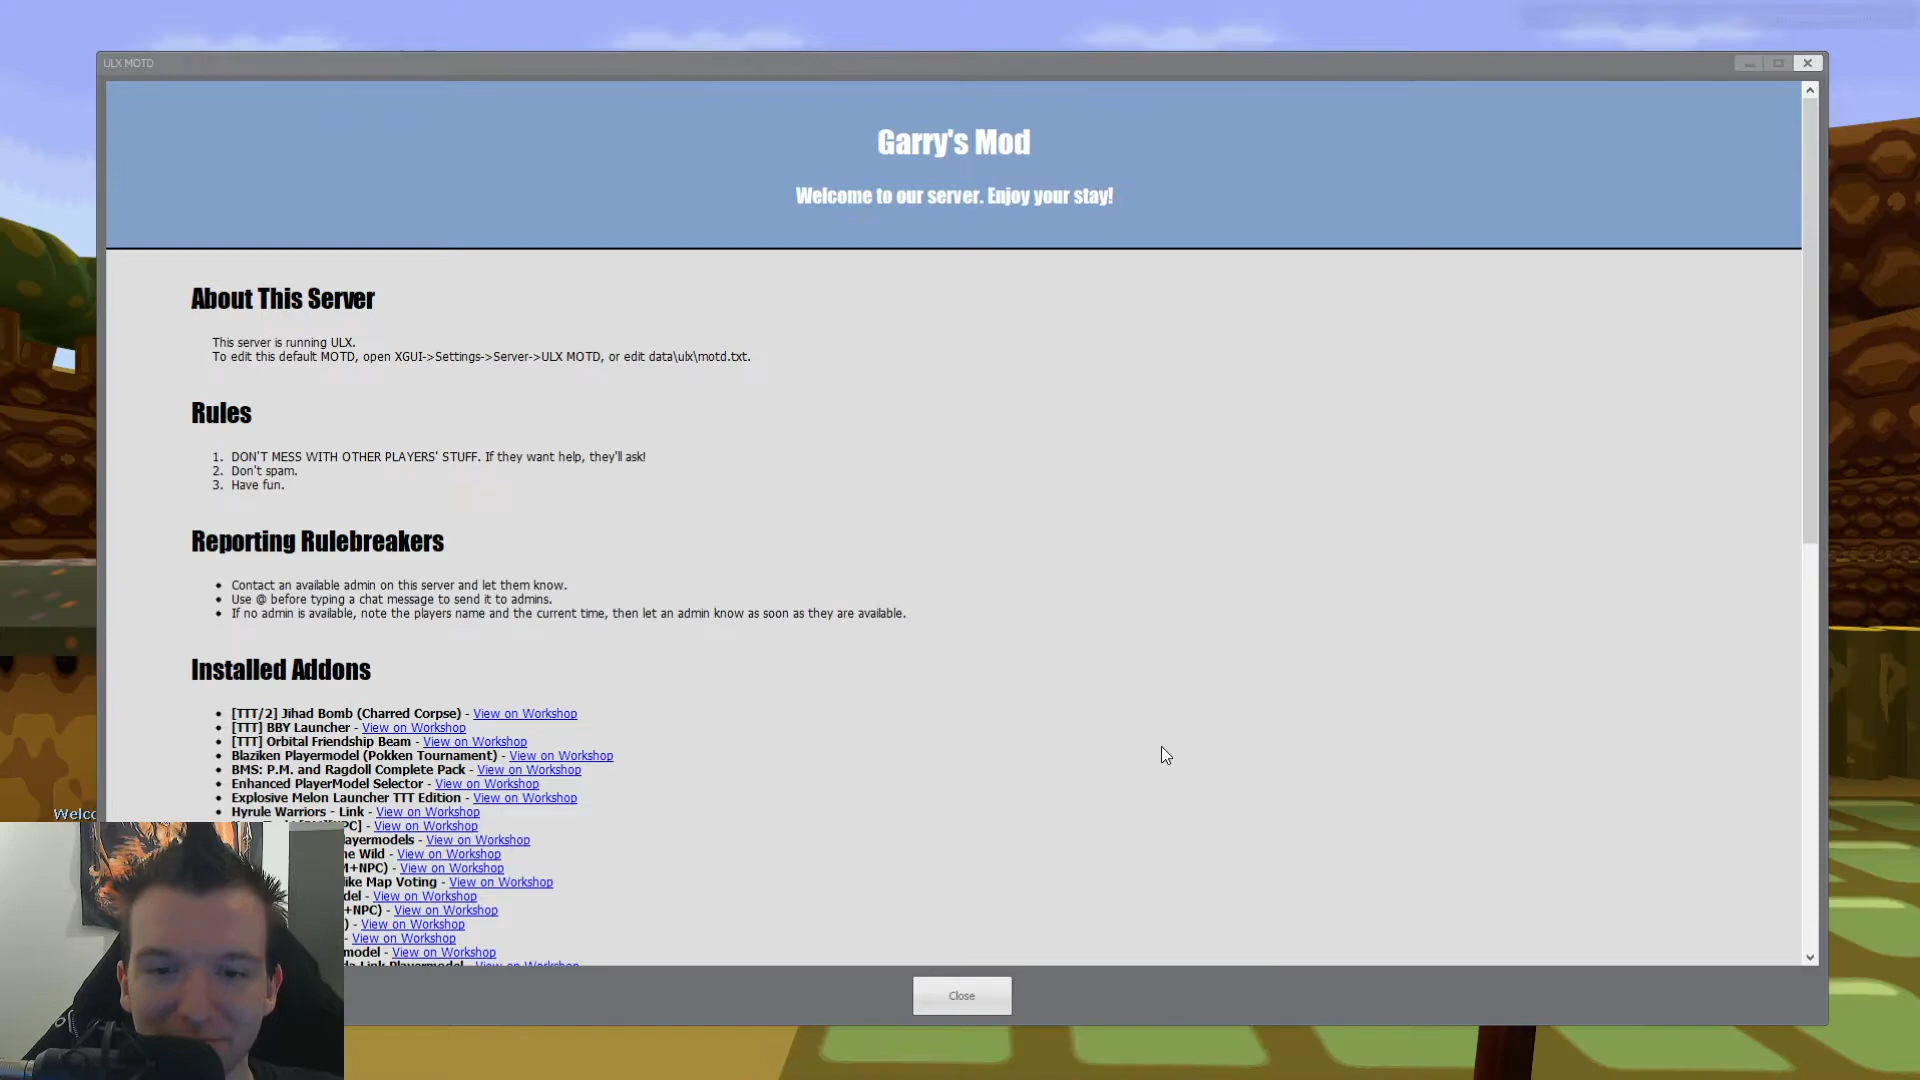 ULX MOTD
Garry's Mod
Welcome to our server. Enjoy your stay!
About This Server
This server is running ULX.
To edit this default MOTD, open XGUI->Settings->Server->ULX MOTD, or edit data\ulx\motd.txt.
Rules
1. DON'T MESS WITH OTHER PLAYERS' STUFF. If they want help, they'll ask!
2. Don't spam.
3. Have fun.
Reporting Rulebreakers
• Contact an available admin on this server and let them know.
• Use @ before typing a chat message to send it to admins.
• If no admin is available, note the players name and the current time, then let an admin know as soon as they are available.
Installed Addons
• [TTT/2] Jihad Bomb (Charred Corpse) - View on Workshop
• [TTT] BBY Launcher - View on Workshop
• [TTT] Orbital Friendship Beam - View on Workshop
• Blaziken Playermodel (Pokken Tournament) - View on Workshop
• BMS: P.M. and Ragdoll Complete Pack - View on Workshop
• Enhanced PlayerModel Selector - View on Workshop
• Explosive Melon Launcher TTT Edition - View on Workshop
• Hyrule Warriors - Link - View on Workshop
PC] - View on Workshop
ayermodels - View on Workshop
he Wild - View on Workshop
M+NPC) - View on Workshop
ike Map Voting - View on Workshop
del - View on Workshop
+NPC) - View on Workshop
) - View on Workshop
- View on Workshop
model - View on Workshop
Link Playermodel - View on Workshop
Welco
Close